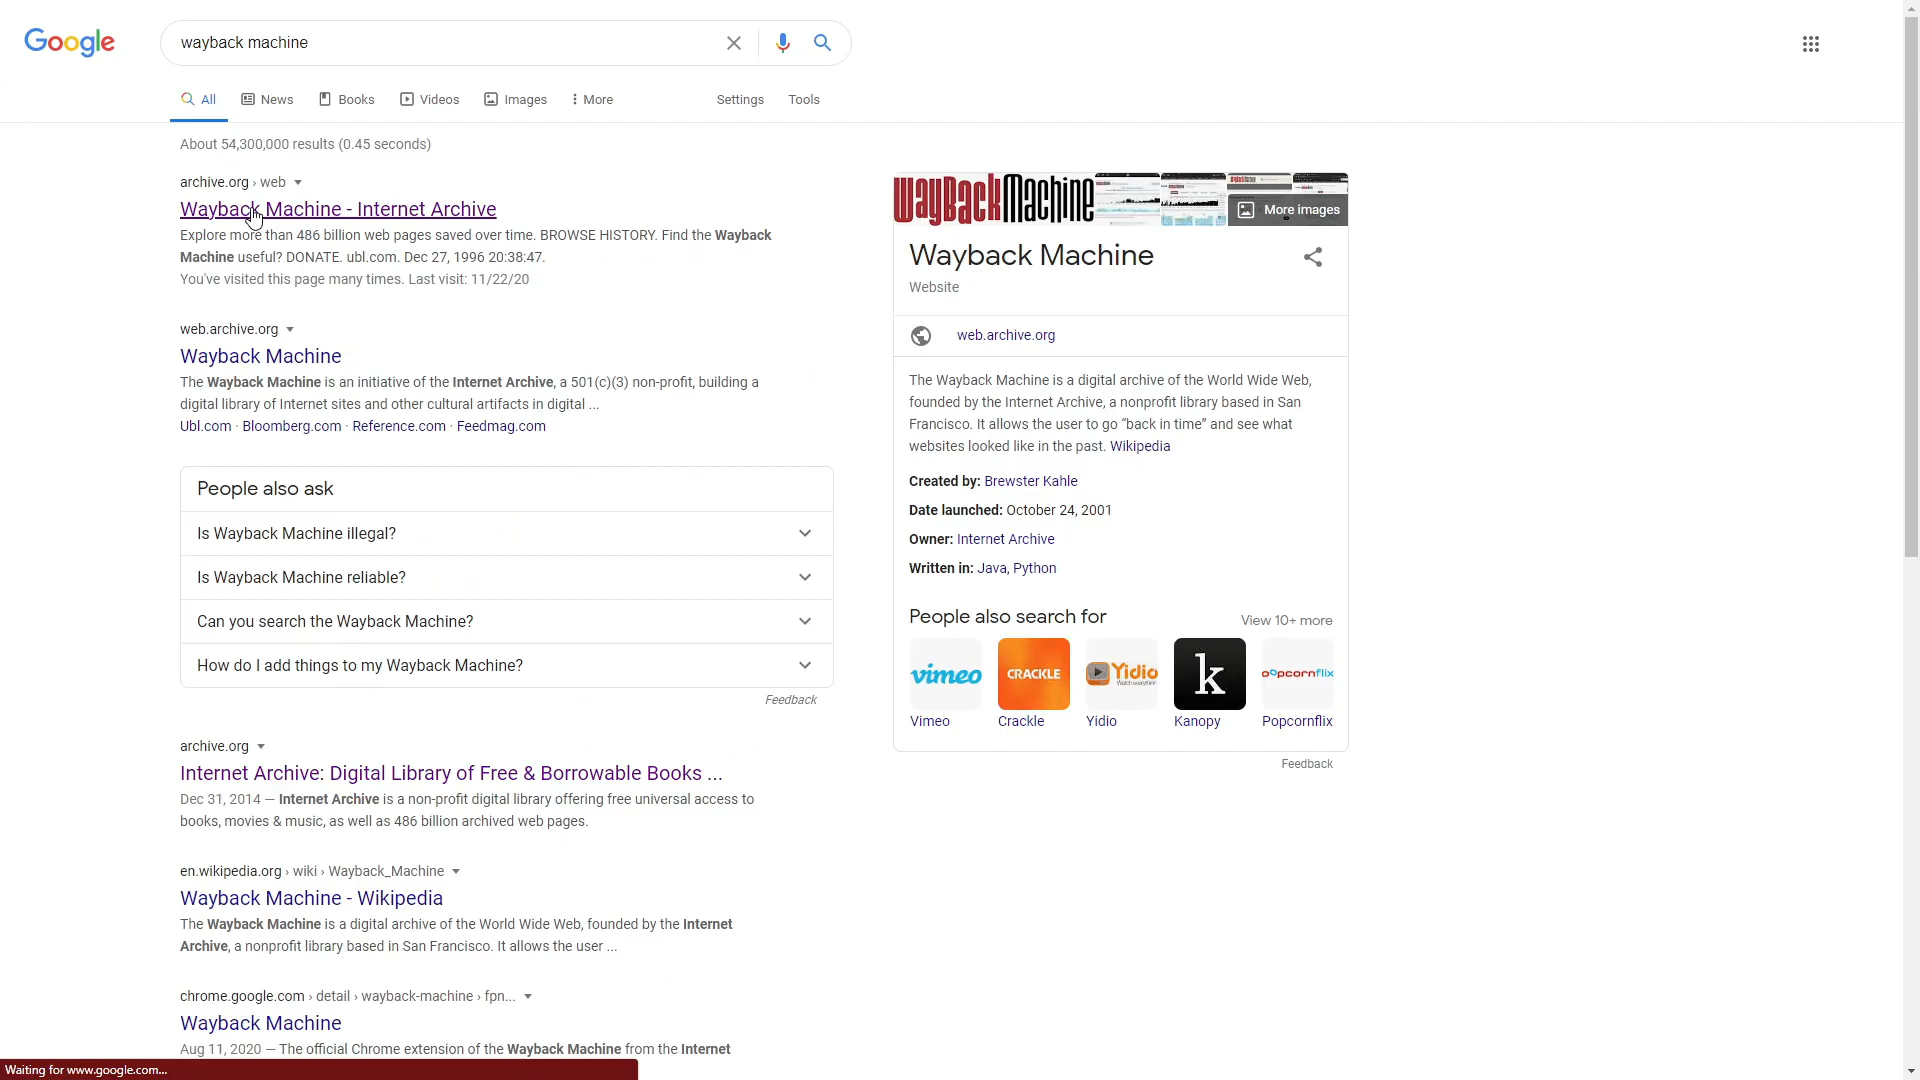 Google
wayback machine
All
News
Books
Videos
Images
More
Settings
Tools
About 54,300,000 results (0.45 seconds)
archive.org › web
Wayback Machine - Internet Archive
Explore more than 486 billion web pages saved over time. BROWSE HISTORY. Find the Wayback
Machine useful? DONATE. ubl.com. Dec 27, 1996 20:38:47.
You've visited this page many times. Last visit: 11/22/20
web.archive.org
Wayback Machine
The Wayback Machine is an initiative of the Internet Archive, a 501(c)(3) non-profit, building a
digital library of Internet sites and other cultural artifacts in digital ...
Ubl.com · Bloomberg.com · Reference.com · Feedmag.com
People also ask
Is Wayback Machine illegal?
Is Wayback Machine reliable?
Can you search the Wayback Machine?
How do I add things to my Wayback Machine?
Feedback
archive.org
Internet Archive: Digital Library of Free & Borrowable Books ...
Dec 31, 2014 — Internet Archive is a non-profit digital library offering free universal access to
books, movies & music, as well as 486 billion archived web pages.
en.wikipedia.org › wiki › Wayback_Machine
Wayback Machine - Wikipedia
The Wayback Machine is a digital archive of the World Wide Web, founded by the Internet
Archive, a nonprofit library based in San Francisco. It allows the user ...
chrome.google.com › detail › wayback-machine › fpn...
Wayback Machine
Aug 11, 2020 — The official Chrome extension of the Wayback Machine from the Internet
Waiting for www.google.com...
WayBackMachine
More images
Wayback Machine
Website
web.archive.org
The Wayback Machine is a digital archive of the World Wide Web,
founded by the Internet Archive, a nonprofit library based in San
Francisco. It allows the user to go “back in time” and see what
websites looked like in the past. Wikipedia
Created by: Brewster Kahle
Date launched: October 24, 2001
Owner: Internet Archive
Written in: Java, Python
People also search for
View 10+ more
vimeo
CRACKLE
Yidio
k
popcornflix
Vimeo
Crackle
Yidio
Kanopy
Popcornflix
Feedback